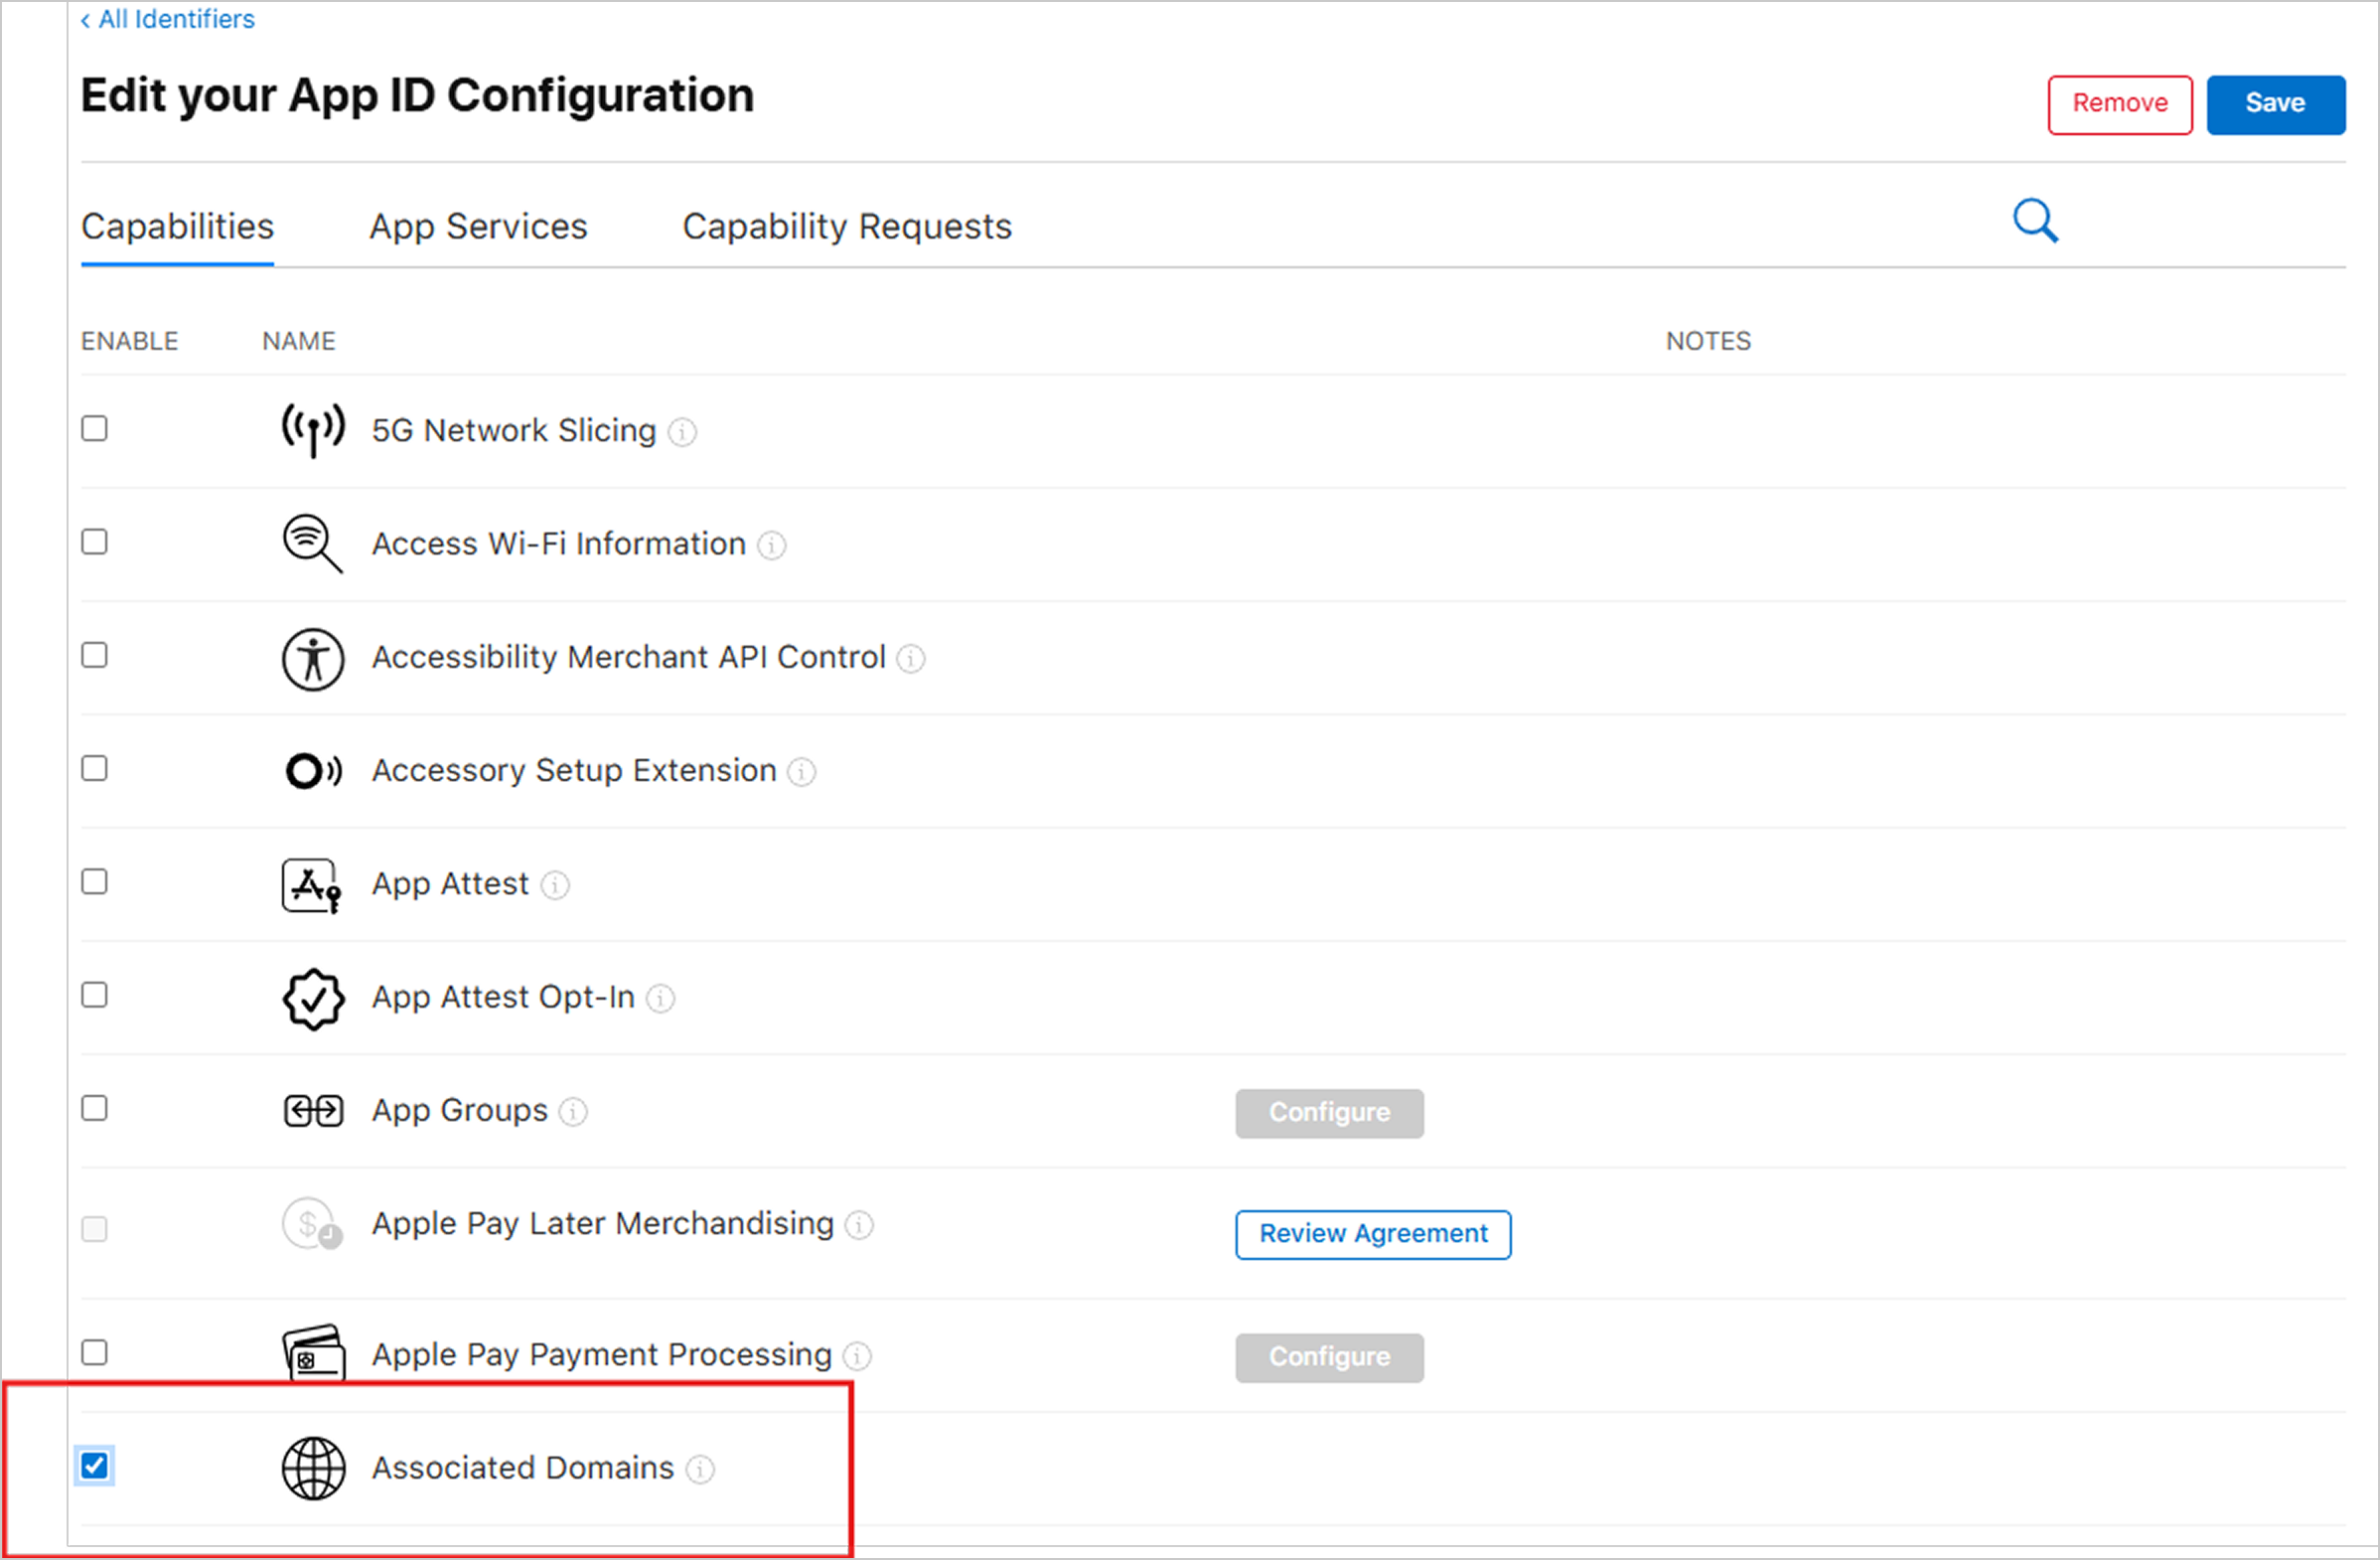 ‹ All Identifiers
Edit your App ID Configuration
Remove
Save
Capabilities
App Services
Capability Requests
ENABLE
NAME
NOTES
5G Network Slicing
Access Wi-Fi Information
Accessibility Merchant API Control
Accessory Setup Extension
App Attest
App Attest Opt-In
App Groups
Configure
Apple Pay Later Merchandising
Review Agreement
Apple Pay Payment Processing
Configure
Associated Domains